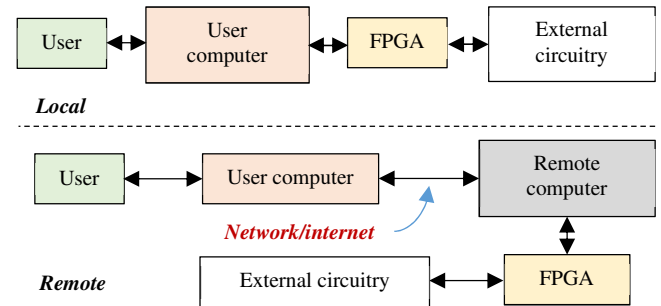 User
User
computer
FPGA
External
circuitry
Local
User
User computer
Remote
computer
Network/internet
External circuitry
FPGA
Remote